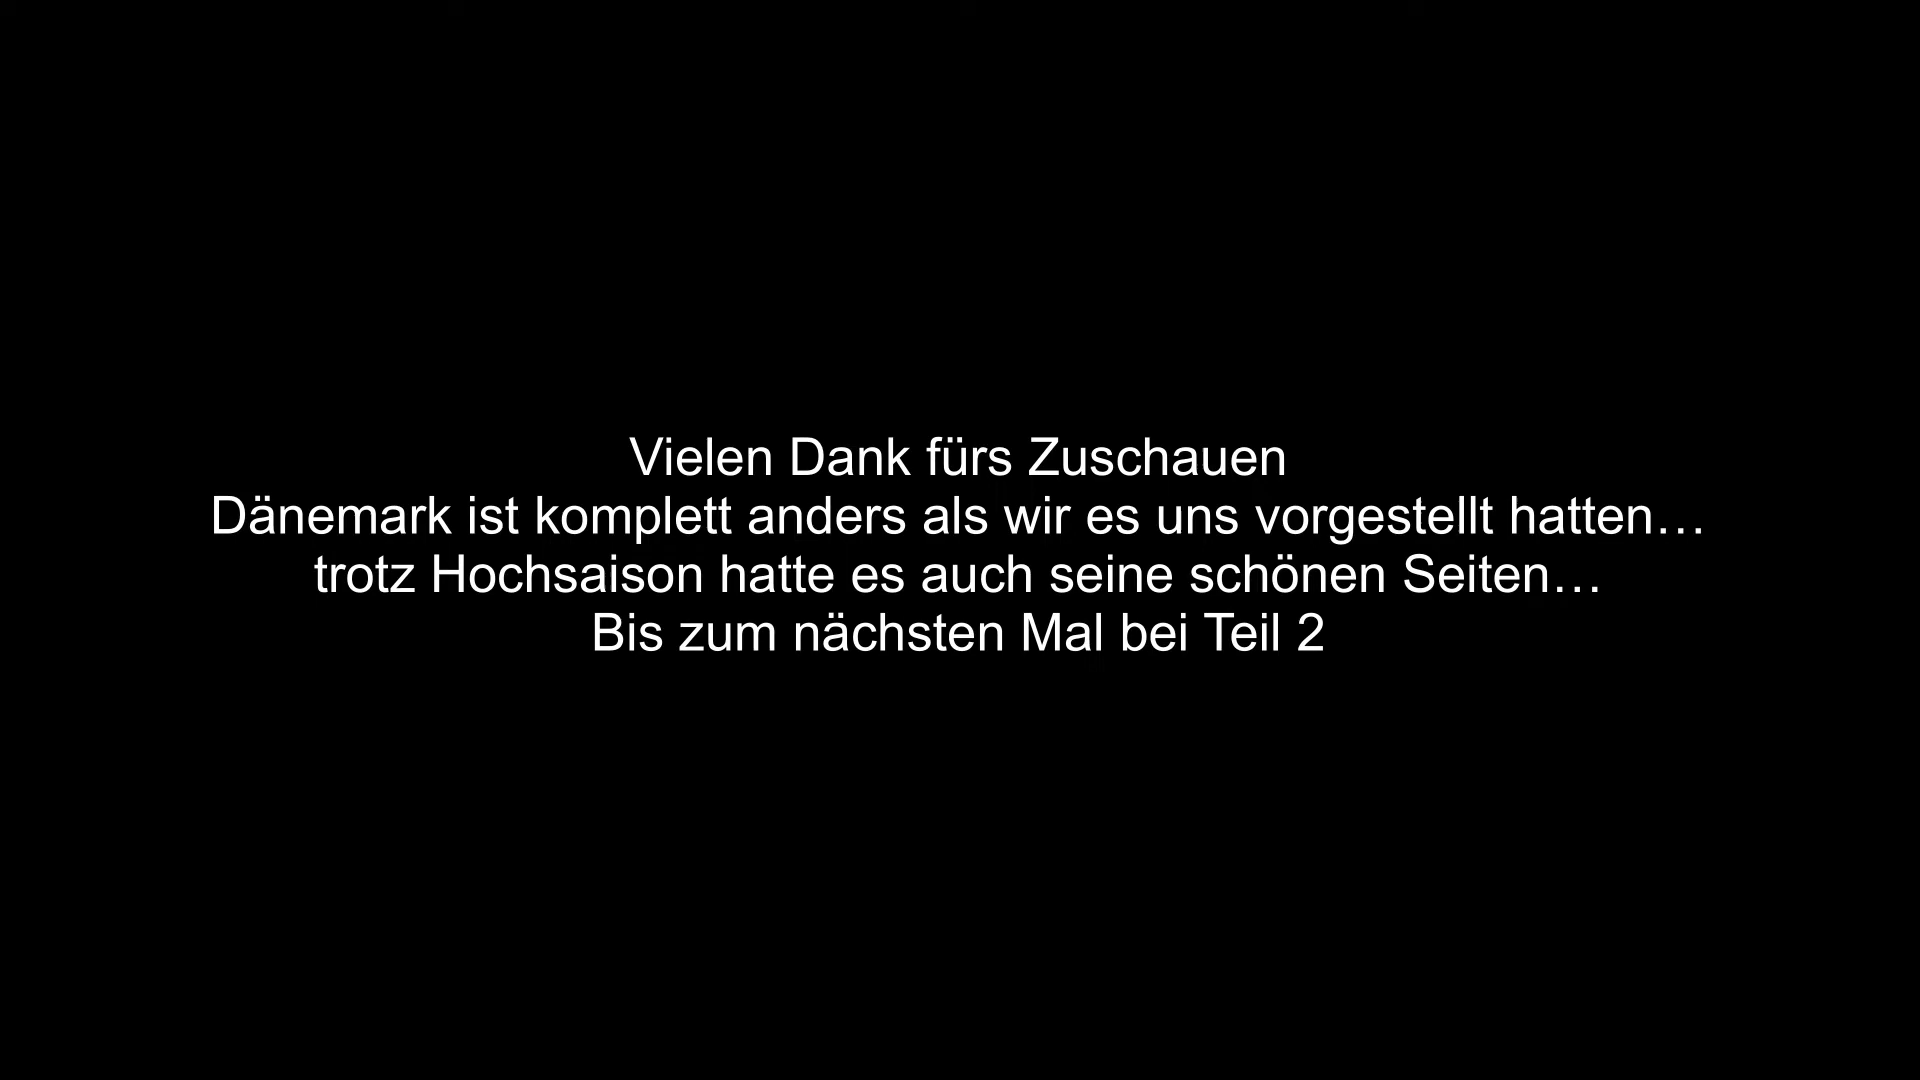 Vielen Dank fürs Zuschauen
Dänemark ist komplett anders als wir es uns vorgestellt hatten…
trotz Hochsaison hatte es auch seine schönen Seiten…
Bis zum nächsten Mal bei Teil 2